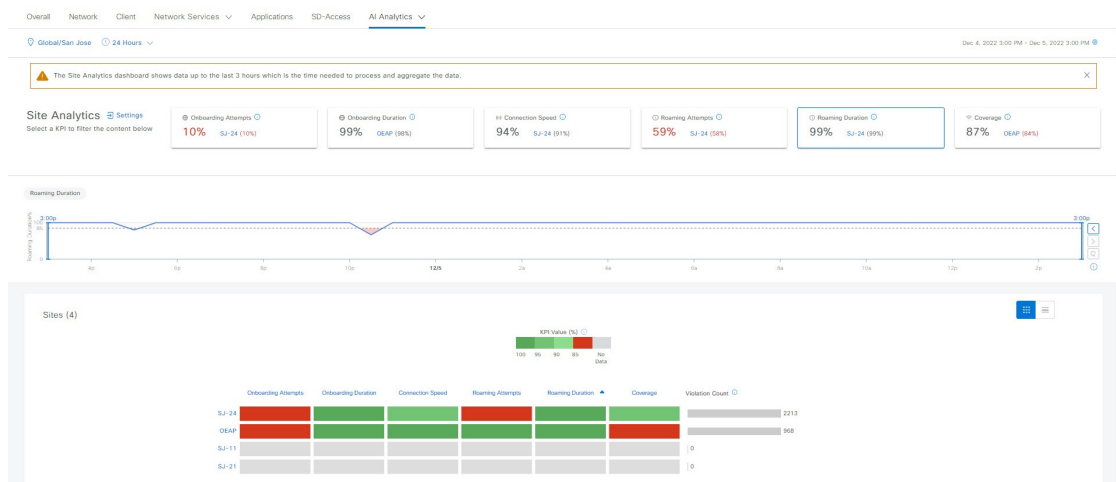 Overall Network Client Network Services Applications SD-Access AI Analytics
Global/San Jose 24 Hours Dec 4, 2022 3:00 PM - Dec 5, 2022 3:00 PM
The Site Analytics dashboard shows data up to the last 3 hours which is the time needed to process and aggregate the data.
Site Analytics Settings
Select a KPI to filter the content below
Onboarding Attempts
10% SJ-24 (10%)
Onboarding Duration
99% OEAP (98%)
Connection Speed
94% SJ-24 (91%)
Roaming Attempts
59% SJ-24 (58%)
Roaming Duration
99% SJ-24 (99%)
Coverage
87% OEAP (64%)
Roaming Duration
3:00p 3:00p
100
0
4p 6p 8p 10p 12/5 2a 4a 6a 8a 10a 12p 2p
Sites (4)
KPI Value (%)
100 95 90 85 No Data
Onboarding Attempts Onboarding Duration Connection Speed Roaming Attempts Roaming Duration Coverage Violation Count
SJ-24 2213
OEAP 968
SJ-11 0
SJ-21 0